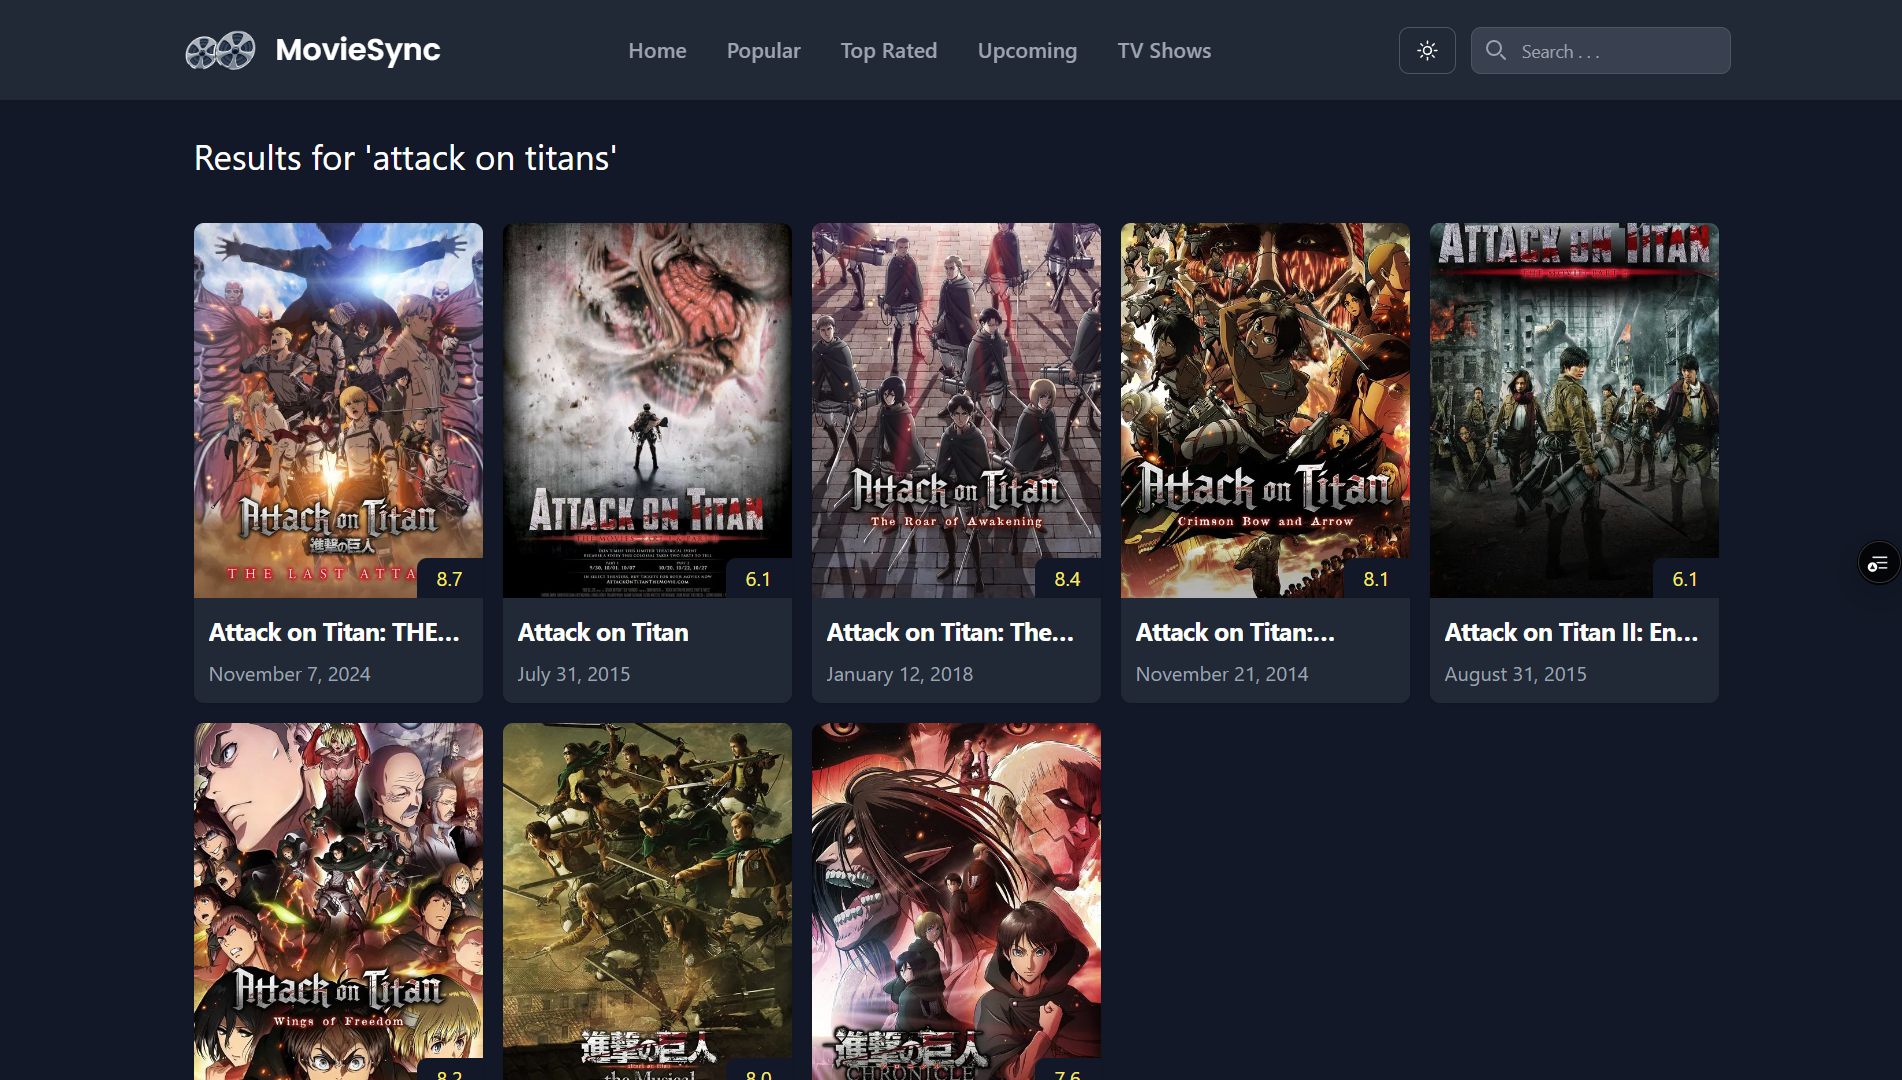 MovieSync
Home
Popular
Top Rated
Upcoming
TV Shows
Search . . .
Results for 'attack on titans'
Attack on Titan
進撃の巨人
THE LAST ATTA
8.7
Attack on Titan: THE...
November 7, 2024
ATTACK ON TITAN
ATTACKONTITANTHEMOVIE.COM
6.1
Attack on Titan
July 31, 2015
Attack on Titan
The Roar of Awakening
8.4
Attack on Titan: The...
January 12, 2018
Attack on Titan
Crimson Bow and Arrow
8.1
Attack on Titan:...
November 21, 2014
ATTACK ON TITAN
6.1
Attack on Titan II: En...
August 31, 2015
Attack on Titan
Wings of Freedom
8.2
進撃の巨人
attack on titan
the Musical
8.0
進撃の巨人
CHRONICLE
7.6